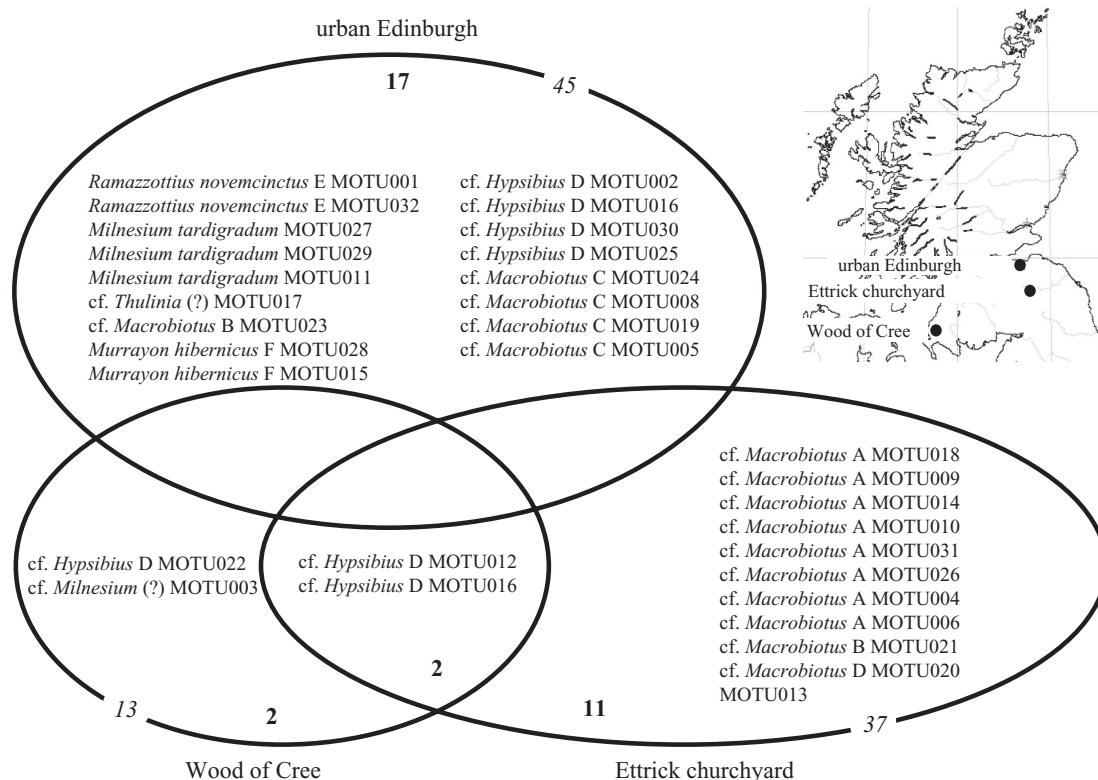 urban Edinburgh
17
45
Ramazzottius novemcinctus E MOTU001
Ramazzottius novemcinctus E MOTU032
Milnesium tardigradum MOTU027
Milnesium tardigradum MOTU029
Milnesium tardigradum MOTU011
cf. Thulinia (?) MOTU017
cf. Macrobiotus B MOTU023
Murrayon hibernicus F MOTU028
Murrayon hibernicus F MOTU015
cf. Hypsibius D MOTU002
cf. Hypsibius D MOTU016
cf. Hypsibius D MOTU030
cf. Hypsibius D MOTU025
cf. Macrobiotus C MOTU024
cf. Macrobiotus C MOTU008
cf. Macrobiotus C MOTU019
cf. Macrobiotus C MOTU005
urban Edinburgh
Ettrick churchyard
Wood of Cree
cf. Hypsibius D MOTU022
cf. Milnesium (?) MOTU003
cf. Hypsibius D MOTU012
cf. Hypsibius D MOTU016
cf. Macrobiotus A MOTU018
cf. Macrobiotus A MOTU009
cf. Macrobiotus A MOTU014
cf. Macrobiotus A MOTU010
cf. Macrobiotus A MOTU031
cf. Macrobiotus A MOTU026
cf. Macrobiotus A MOTU004
cf. Macrobiotus A MOTU006
cf. Macrobiotus B MOTU021
cf. Macrobiotus D MOTU020
MOTU013
2
13
2
11
37
Wood of Cree
Ettrick churchyard